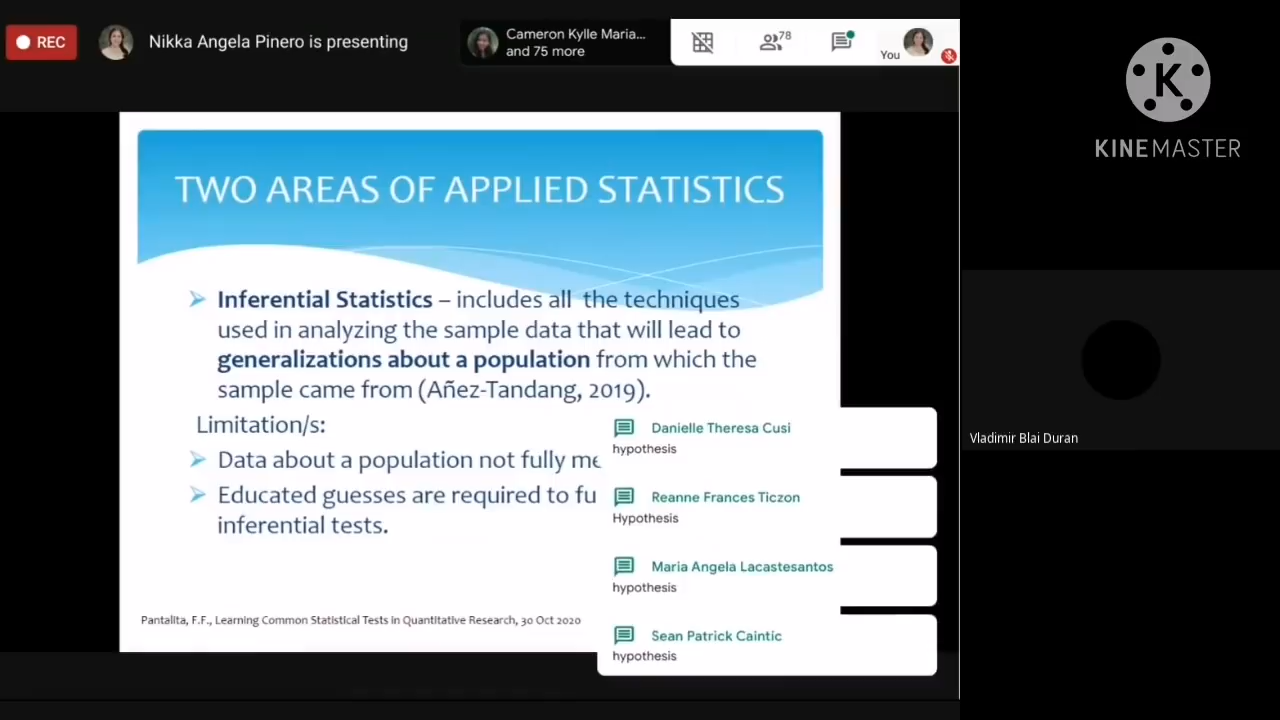 REC
Nikka Angela Pinero is presenting
Cameron Kylle Maria...
and 75 more
78
You
K
KINEMASTER
TWO AREAS OF APPLIED STATISTICS
Inferential Statistics – includes all the techniques
used in analyzing the sample data that will lead to
generalizations about a population from which the
sample came from (Añez-Tandang, 2019).
Limitation/s:
Data about a population not fully
Educated guesses are required to
inferential tests.
Pantalita, F.F., Learning Common Statistical Tests in Quantitative Research, 30 Oct 2020
Danielle Theresa Cusi
hypothesis
Reanne Frances Ticzon
Hypothesis
Maria Angela Lacastesantos
hypothesis
Sean Patrick Caintic
hypothesis
Vladimir Blai Duran